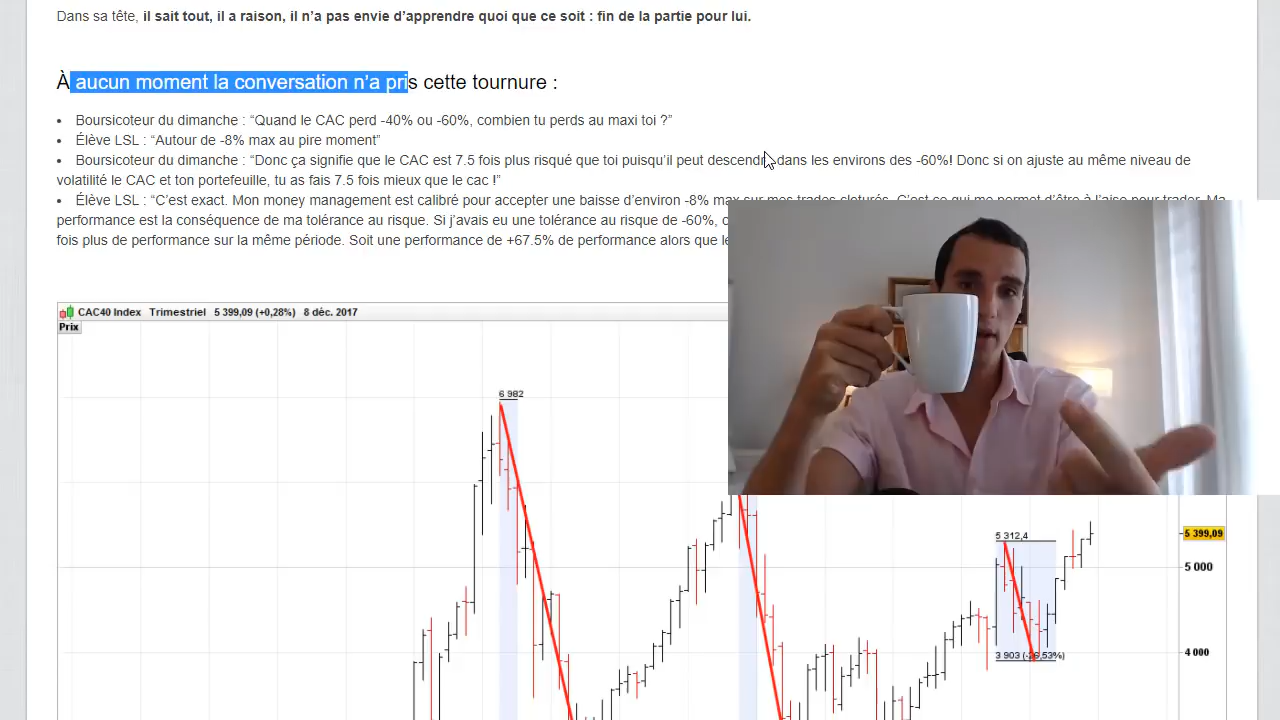 Dans sa tête, il sait tout, il a raison, il n’a pas envie d’apprendre quoi que ce soit : fin de la partie pour lui.
À aucun moment la conversation n’a pris cette tournure :
• Boursicoteur du dimanche : “Quand le CAC perd -40% ou -60%, combien tu perds au maxi toi ?”
• Élève LSL : “Autour de -8% max au pire moment”
• Boursicoteur du dimanche : “Donc ça signifie que le CAC est 7.5 fois plus risqué que toi puisqu’il peut descendre dans les environs des -60%! Donc si on ajuste au même niveau de
volatilité le CAC et ton portefeuille, tu as fais 7.5 fois mieux que le cac !”
• Élève LSL : “C’est exact. Mon money management est calibré pour accepter une baisse d’environ -8% max sur mes trades cloturés. C’est ce qui me permet d’être à l’aise pour trader. Ma
performance est la conséquence de ma tolérance au risque. Si j’avais eu une tolérance au risque de -60%,
fois plus de performance sur la même période. Soit une performance de +67.5% de performance alors que le
CAC40 Index Trimestriel 5 399,09 (+0,28%) 8 déc. 2017
Prix
6 982
5 312,4
5 399,09
5 000
3 903 (-26,53%)
4 000